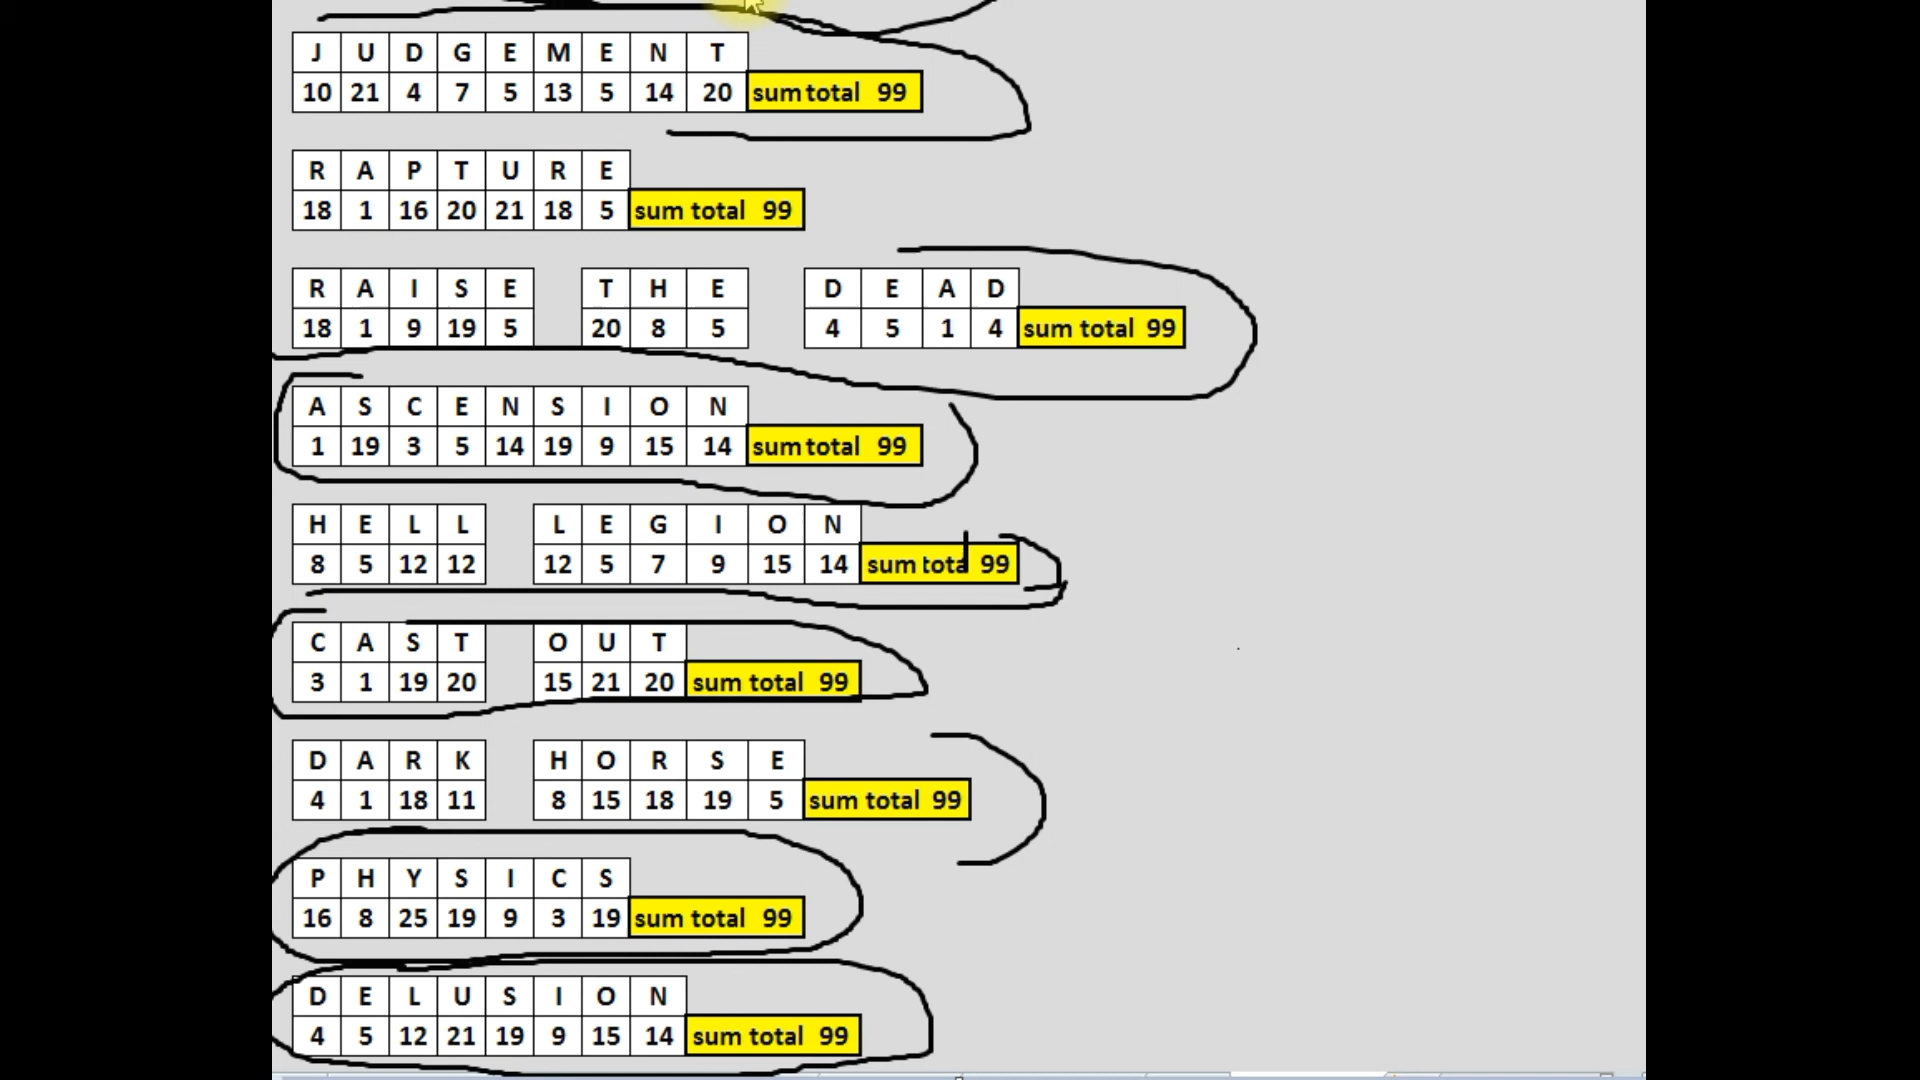 J U D G E M E N T
10 21 4 7 5 13 5 14 20 sum total 99
R A P T U R E
18 1 16 20 21 18 5 sum total 99
R A I S E T H E D E A D
18 1 9 19 5 20 8 5 4 5 1 4 sum total 99
A S C E N S I O N
1 19 3 5 14 19 9 15 14 sum total 99
H E L L L E G I O N
8 5 12 12 12 5 7 9 15 14 sum total 99
C A S T O U T
3 1 19 20 15 21 20 sum total 99
D A R K H O R S E
4 1 18 11 8 15 18 19 5 sum total 99
P H Y S I C S
16 8 25 19 9 3 19 sum total 99
D E L U S I O N
4 5 12 21 19 9 15 14 sum total 99